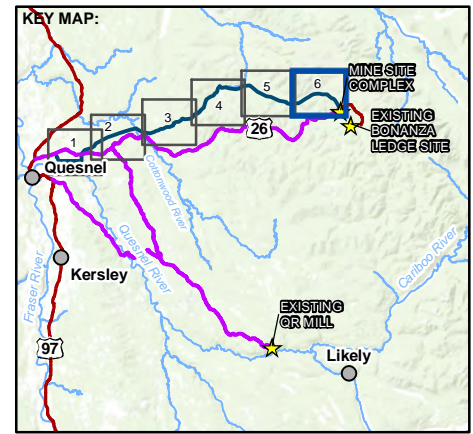 KEY MAP:
MINE SITE
COMPLEX
6
5
4
3
2
1
26
EXISTING
BONANZA
LEDGE SITE
Quesnel
Cottonwood River
Quesnel River
Cariboo River
Fraser River
Kersley
EXISTING
QR MILL
97
Likely